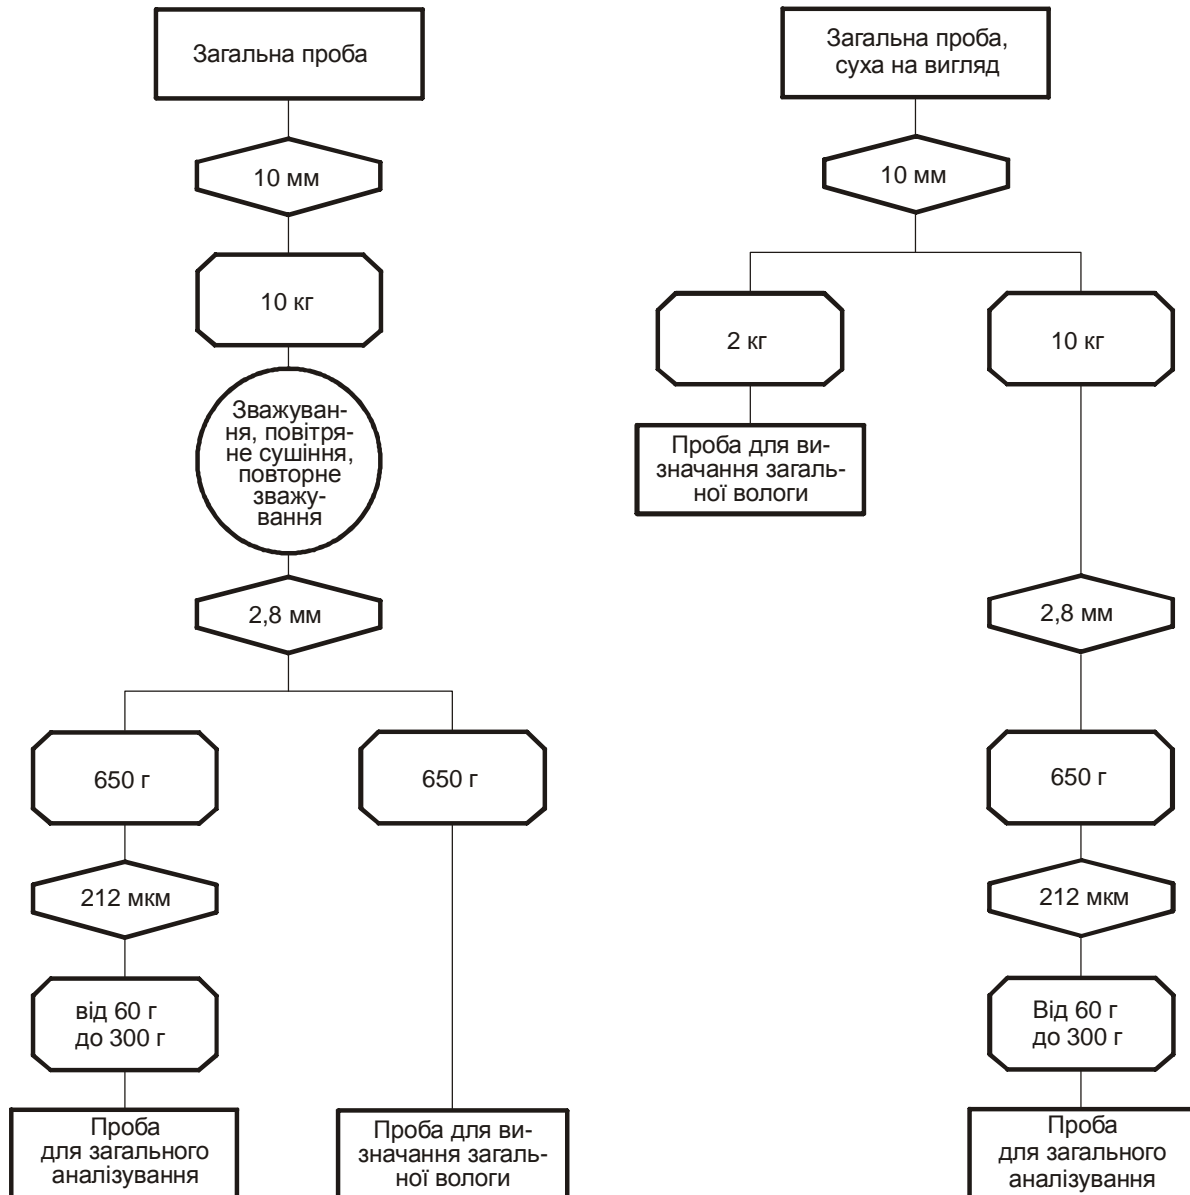 Загальна проба
10 мм
10 кг
Зважуван-
ня, повітря-
не сушіння,
повторне
зважу-
вання
2,8 мм
650 г
650 г
212 мкм
від 60 г
до 300 г
Проба
для загального
аналізування
Проба для ви-
значання загаль-
ної вологи
Загальна проба,
суха на вигляд
10 мм
2 кг
10 кг
Проба для ви-
значання загаль-
ної вологи
2,8 мм
650 г
212 мкм
Від 60 г
до 300 г
Проба
для загального
аналізування